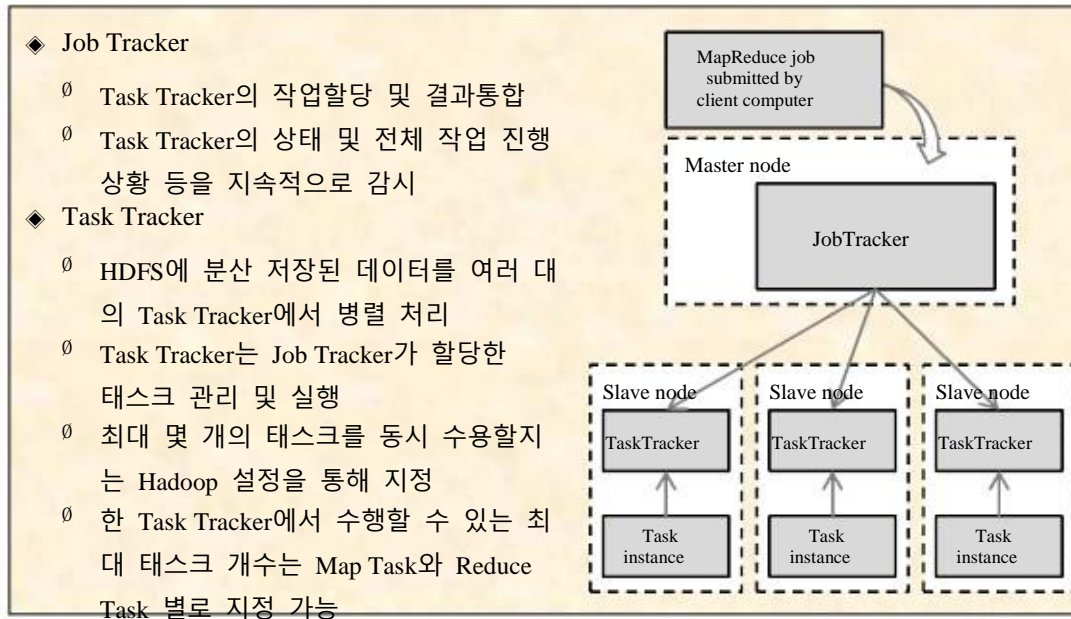 ◈ Job Tracker
Ø Task Tracker의 작업할당 및 결과통합
Ø Task Tracker의 상태 및 전체 작업 진행
상황 등을 지속적으로 감시
◈ Task Tracker
Ø HDFS에 분산 저장된 데이터를 여러 대
의 Task Tracker에서 병렬 처리
Ø Task Tracker는 Job Tracker가 할당한
태스크 관리 및 실행
Ø 최대 몇 개의 태스크를 동시 수용할지
는 Hadoop 설정을 통해 지정
Ø 한 Task Tracker에서 수행할 수 있는 최
대 태스크 개수는 Map Task와 Reduce
Task 별로 지정 가능
MapReduce job
submitted by
client computer
Master node
JobTracker
Slave node
TaskTracker
Task
instance
Slave node
TaskTracker
Task
instance
Slave node
TaskTracker
Task
instance